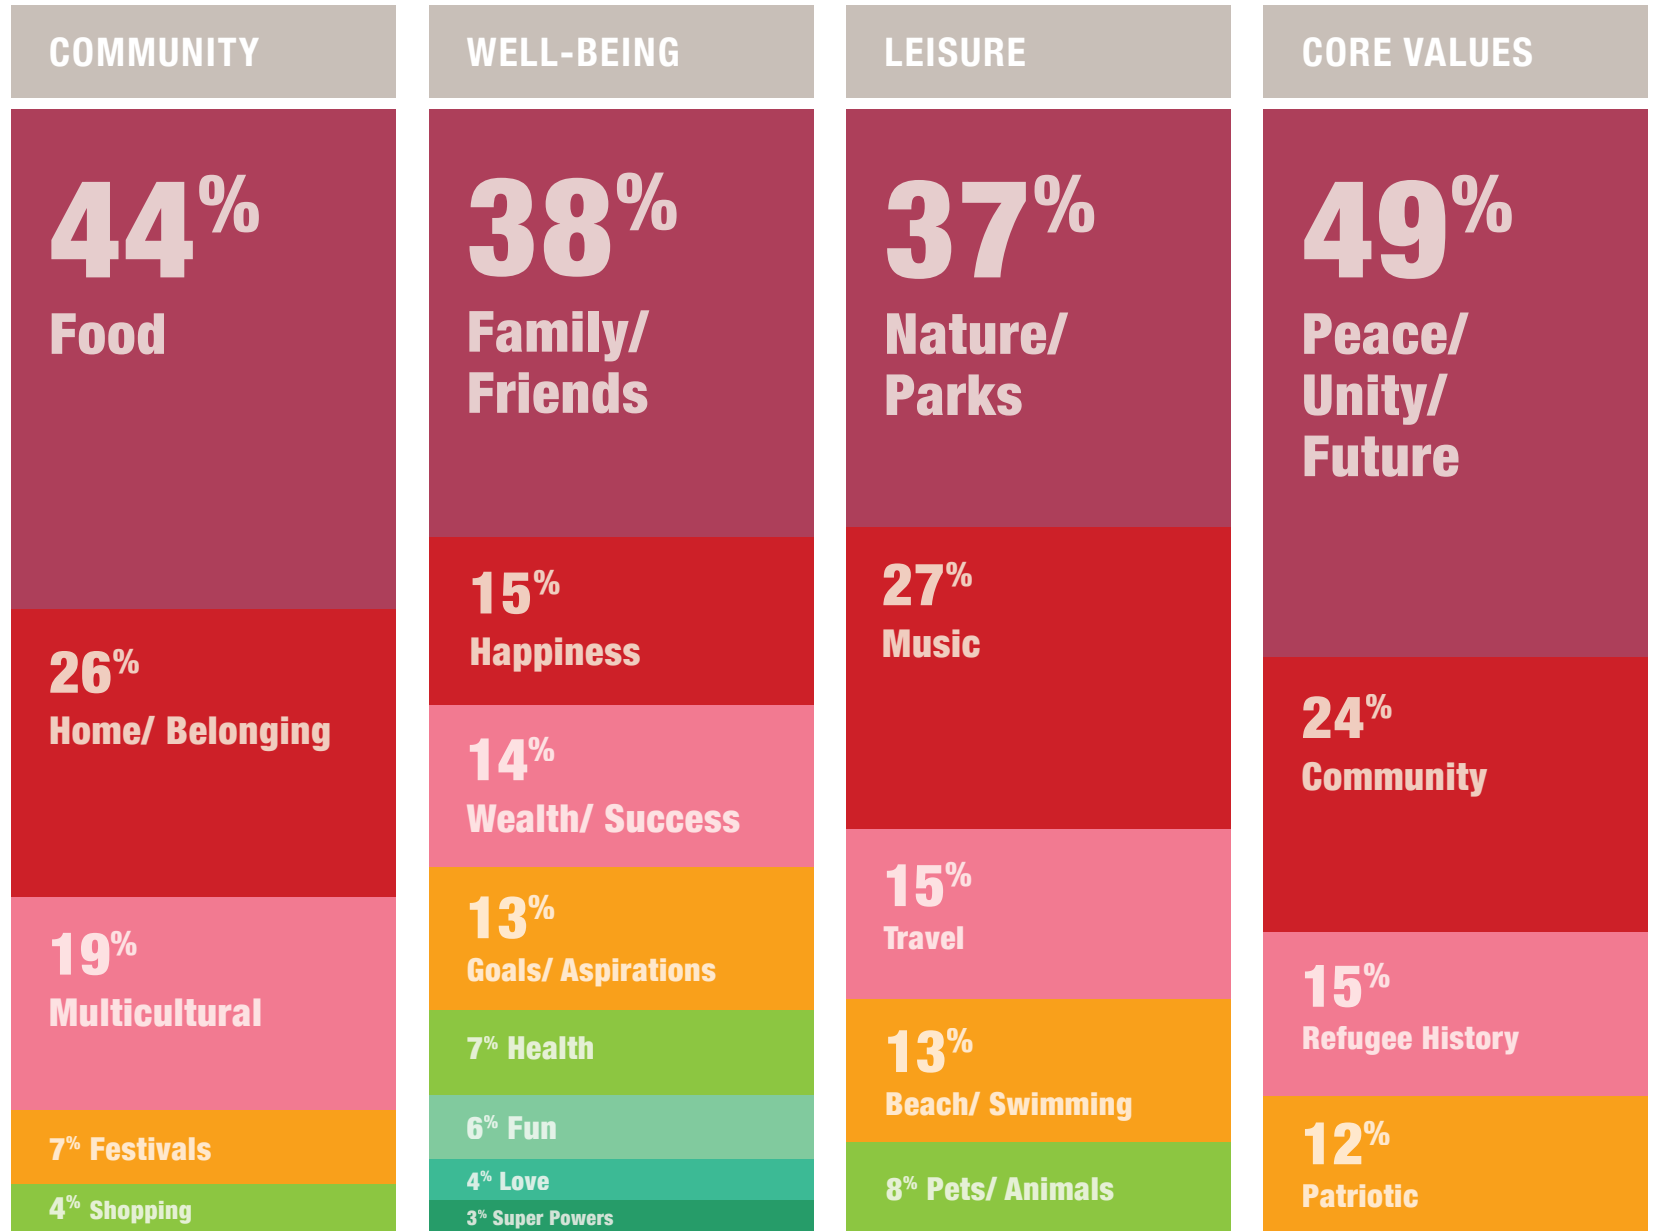 COMMUNITY
44%
Food
26%
Home/ Belonging
19%
Multicultural
7% Festivals
4% Shopping
WELL-BEING
38%
Family/
Friends
15%
Happiness
14%
Wealth/ Success
13%
Goals/ Aspirations
7% Health
6% Fun
4% Love
3% Super Powers
LEISURE
37%
Nature/
Parks
27%
Music
15%
Travel
13%
Beach/ Swimming
8% Pets/ Animals
CORE VALUES
49%
Peace/
Unity/
Future
24%
Community
15%
Refugee History
12%
Patriotic